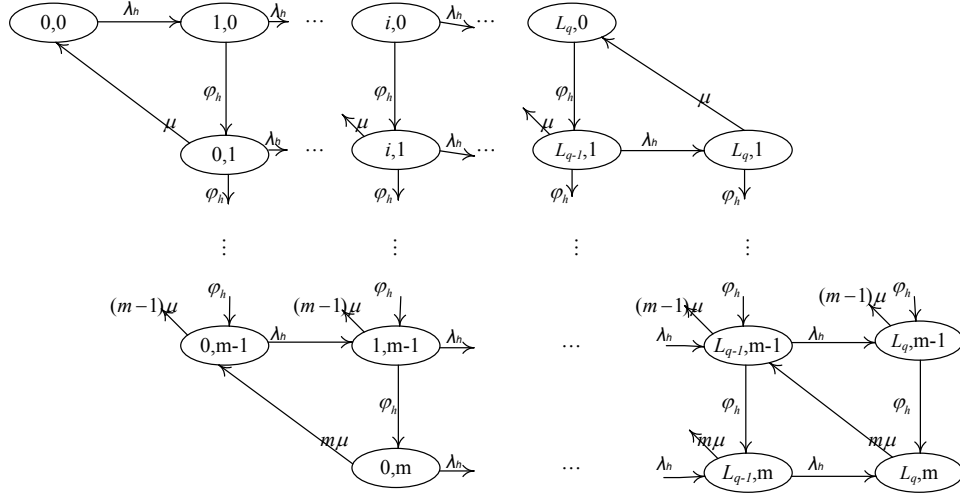 λh λh λh
0,0 1,0 ··· i,0 ··· Lq,0
φh φh φh
μ μ μ μ
λh λh λh
0,1 ··· i,1 ··· Lq-1,1 Lq,1
φh φh φh φh
⋮ ⋮ ⋮ ⋮
φh φh φh φh
(m−1)μ (m−1)μ (m−1)μ (m−1)μ
λh λh λh λh
0,m-1 1,m-1 ··· Lq-1,m-1 Lq,m-1
φh φh φh
mμ mμ mμ
λh λh λh
0,m ··· Lq-1,m Lq,m